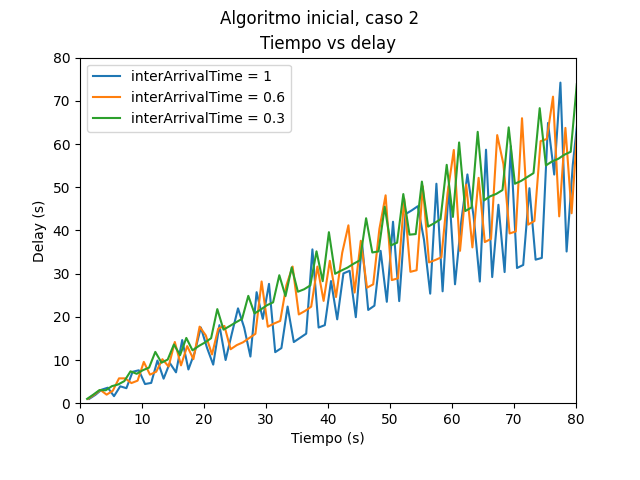 Algoritmo inicial, caso 2
Tiempo vs delay
80
70
60
50
40
30
20
10
0
Delay (s)
interArrivalTime = 1
interArrivalTime = 0.6
interArrivalTime = 0.3
0 10 20 30 40 50 60 70 80
Tiempo (s)